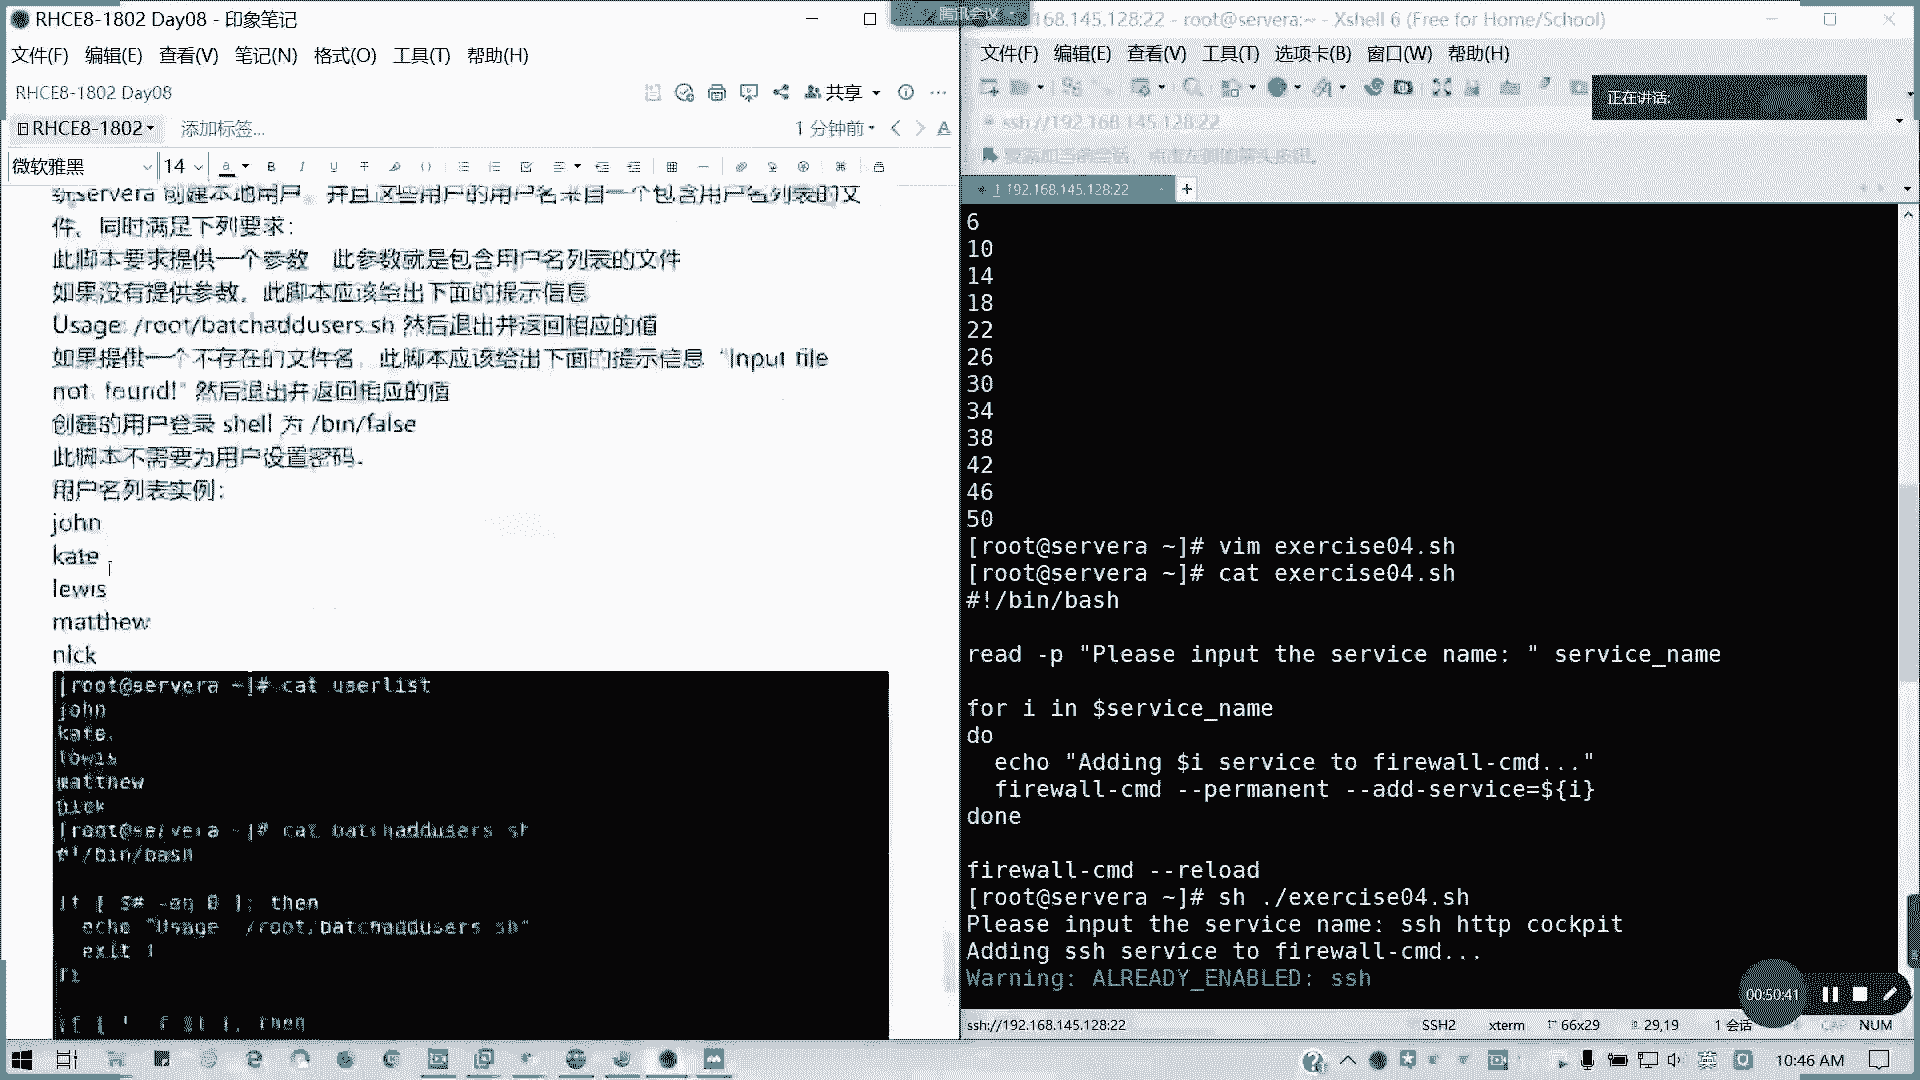 RHCE8-1802 Day08 - 印象笔记
文件(F) 编辑(E) 查看(V) 笔记(N) 格式(O) 工具(T) 帮助(H)
RHCE8-1802 Day08
共享
RHCE8-1802
添加标签...
1 分钟前
微软雅黑
14
servera 创建本地用户，并且这些用户的用户名来自一个包含用户名列表的文
件，同时满足下列要求：
此脚本要求提供一个参数 此参数就是包含用户名列表的文件
如果没有提供参数，此脚本应该给出下面的提示信息
Usage: /root/batchaddusers.sh 然后退出并返回相应的值
如果提供一个不存在的文件名，此脚本应该给出下面的提示信息 "Input file
not found!" 然后退出并返回相应的值
创建的用户登录 shell 为 /bin/false
此脚本不需要为用户设置密码.
用户名列表实例：
john
kate
lewis
matthew
nick
[root@servera ~]# cat userlist
john
kate
lewis
matthew
nick
[root@servera ~]# cat batchaddusers.sh
#!/bin/bash
if [ $# -eq 0 ]; then
echo "Usage: /root/batchaddusers.sh"
exit 1
fi
腾讯会议
168.145.128:22 - root@servera:~ - Xshell 6 (Free for Home/School)
文件(F) 编辑(E) 查看(V) 工具(T) 选项卡(B) 窗口(W) 帮助(H)
正在讲话:
ssh://192.168.145.128:22
1 192.168.145.128:22
6
10
14
18
22
26
30
34
38
42
46
50
[root@servera ~]# vim exercise04.sh
[root@servera ~]# cat exercise04.sh
#!/bin/bash
read -p "Please input the service name: " service_name
for i in $service_name
do
echo "Adding $i service to firewall-cmd..."
firewall-cmd --permanent --add-service=${i}
done
firewall-cmd --reload
[root@servera ~]# sh ./exercise04.sh
Please input the service name: ssh http cockpit
Adding ssh service to firewall-cmd...
Warning: ALREADY_ENABLED: ssh
00:50:41
ssh://192.168.145.128:22
SSH2
xterm
66x29
29,19
1 会话
CAP
NUM
英
10:46 AM